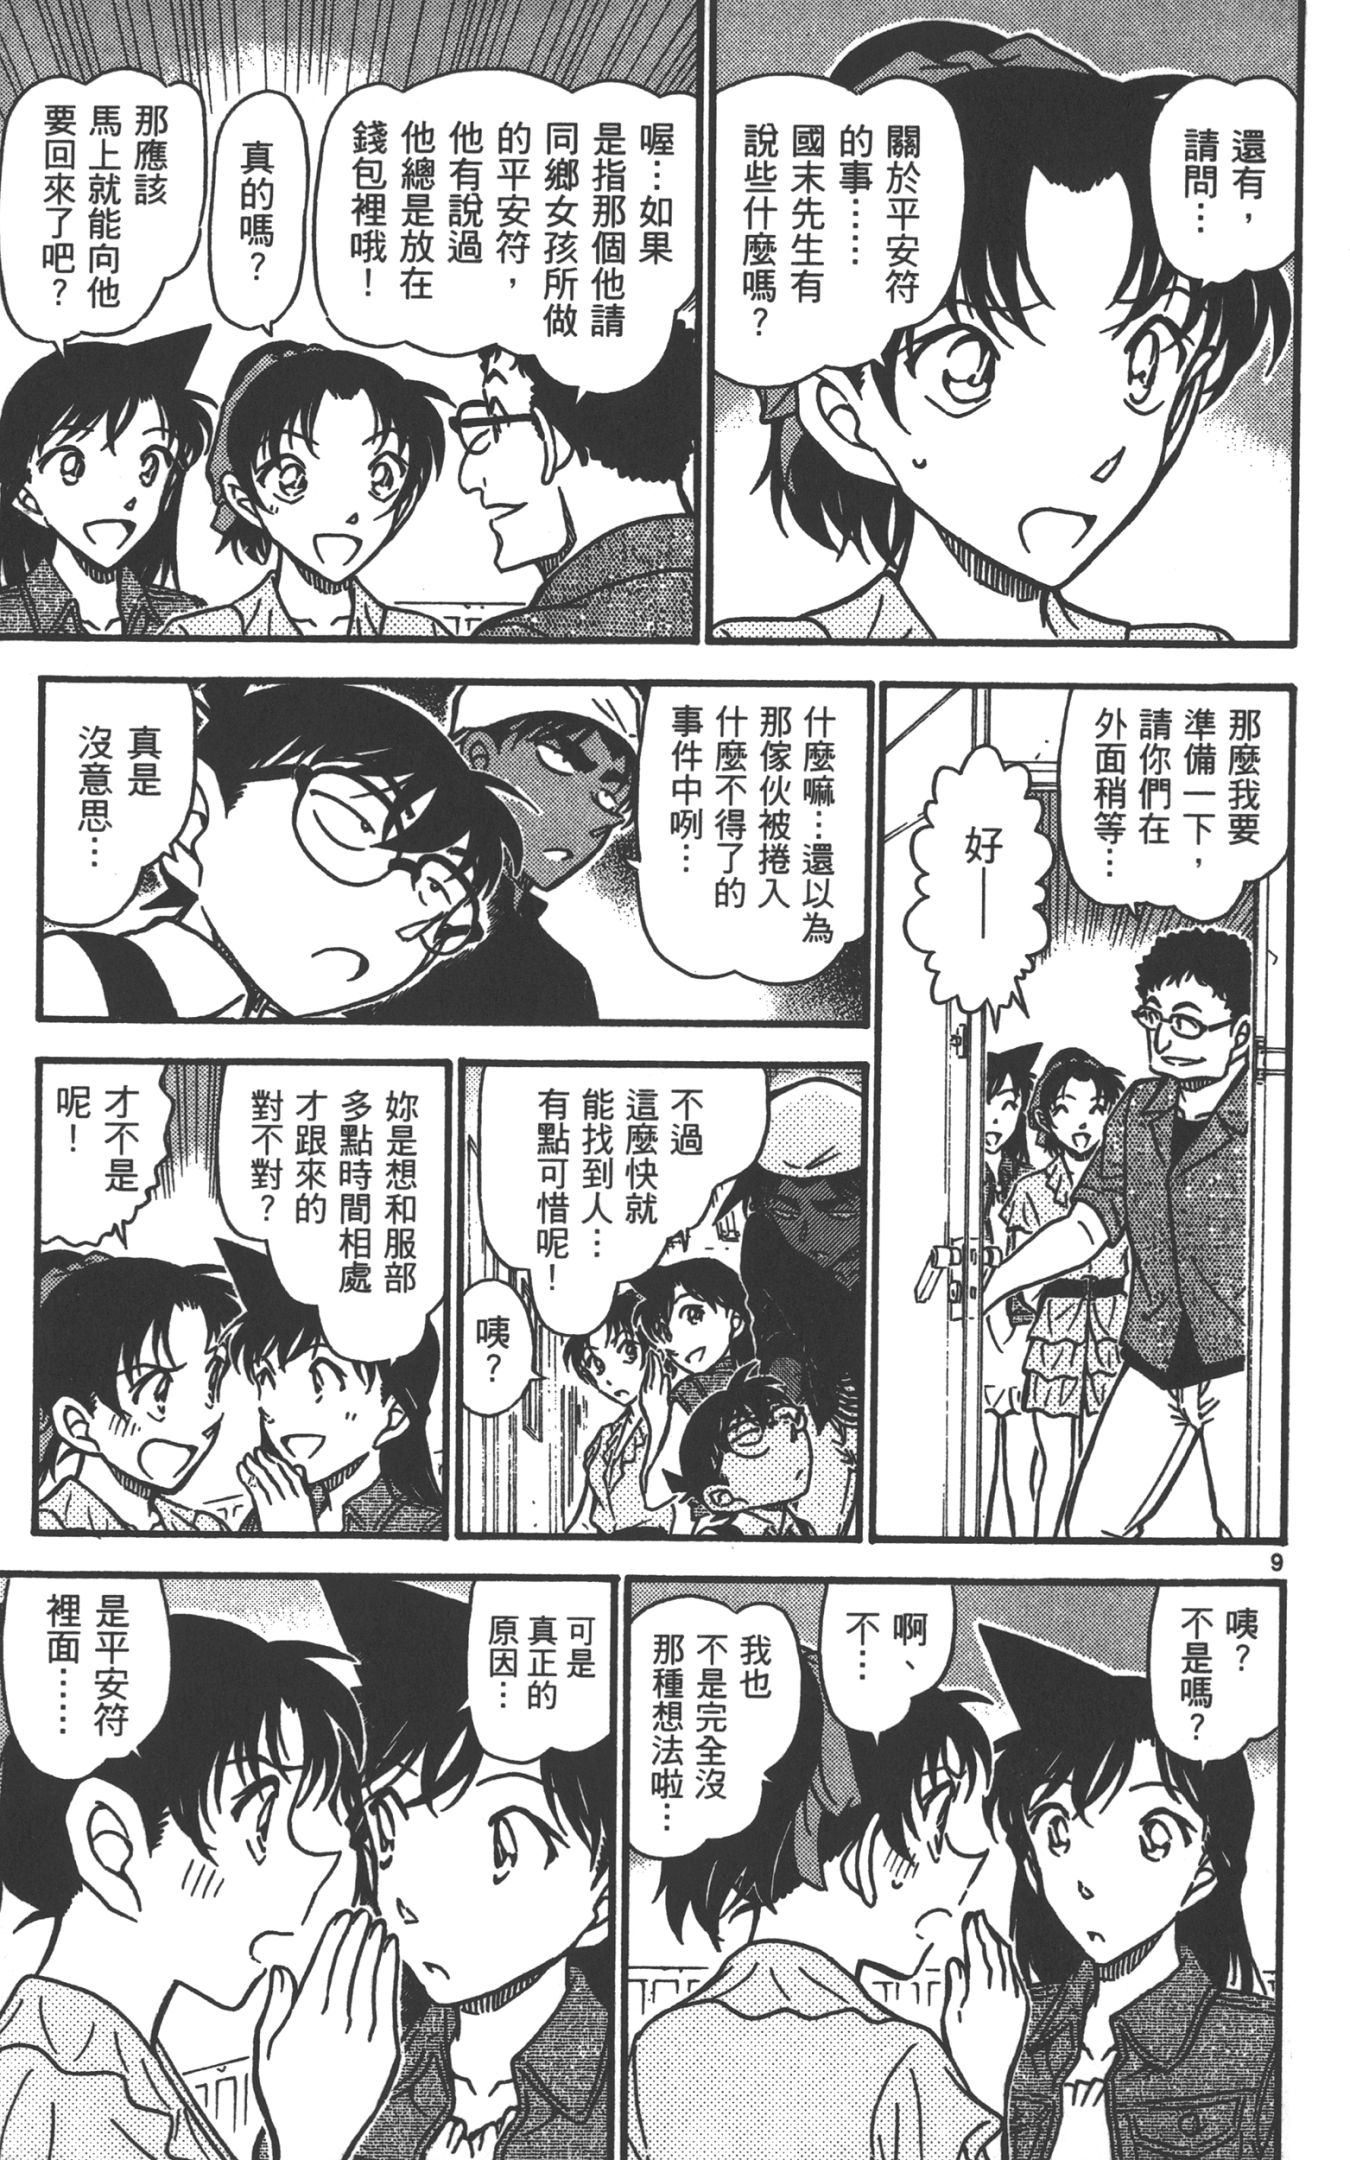 還有，
請問…
關於平安符
的事……
國末先生有
說些什麼嗎？
喔…如果
是指那個他請
同鄉女孩所做
的平安符，
他有說過
他總是放在
錢包裡哦！
真的嗎？
那應該
馬上就能向他
要回來了吧？
那麼我要
準備一下，
請你們在
外面稍等…
好—
什麼嘛…還以為
那傢伙被捲入
什麼不得了的
事件中咧…
真是
沒意思…
不過
這麼快就
能找到人…
有點可惜呢！
咦？
妳是想和服部
多點時間相處
才跟來的
對不對？
才不是
呢！
9
咦？
不是嗎？
啊、
不…
我也
不是完全沒
那種想法啦…
可是
真正的
原因…
是平安符
裡面……